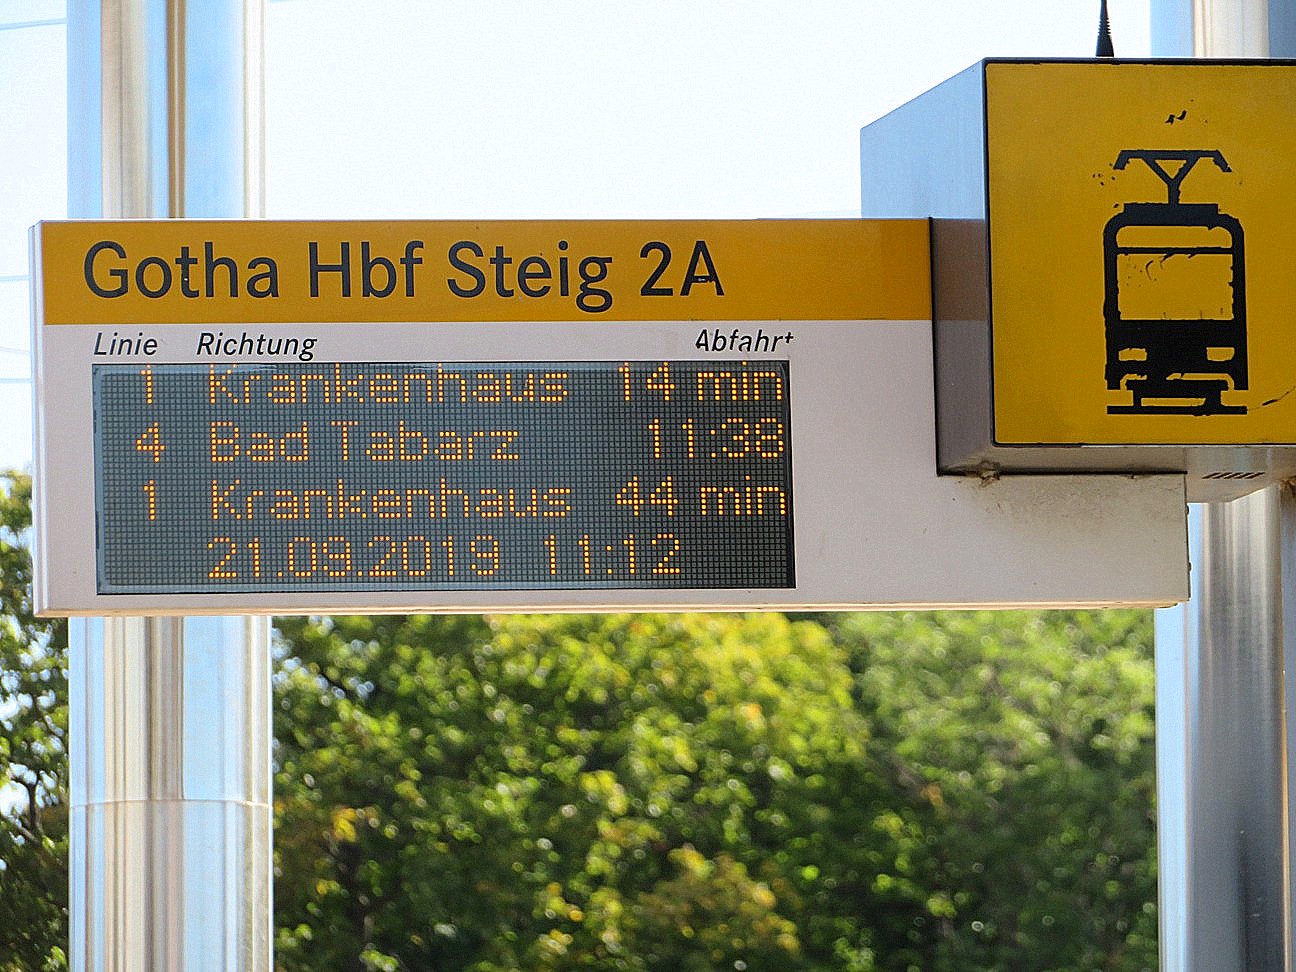 Gotha Hbf Steig 2A
Linie Richtung Abfahrt
1 Krankenhaus 14 min
4 Bad Tabarz 11:38
1 Krankenhaus 44 min
21.09.2019 11:12